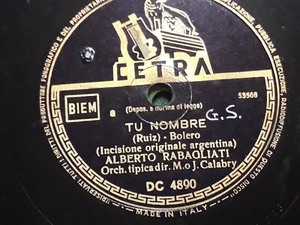 CETRA
BIEM
a
(Depos. a norma di legge)
53568
G.S.
TU NOMBRE
(Ruiz) - Bolero
(Incisione originale argentina)
ALBERTO RABAGLIATI
Orch. tipica dir. M.o J. Calabry
DC 4890
MADE IN ITALY